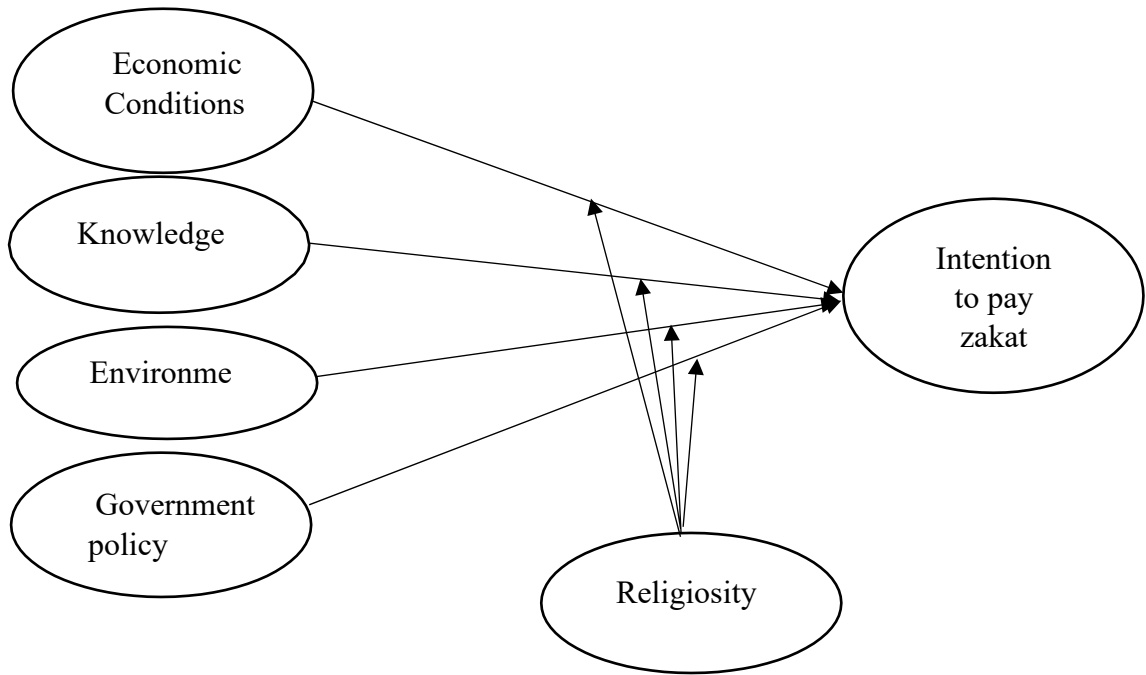 Economic
Conditions
Knowledge
Environme
Government
policy
Intention
to pay
zakat
Religiosity